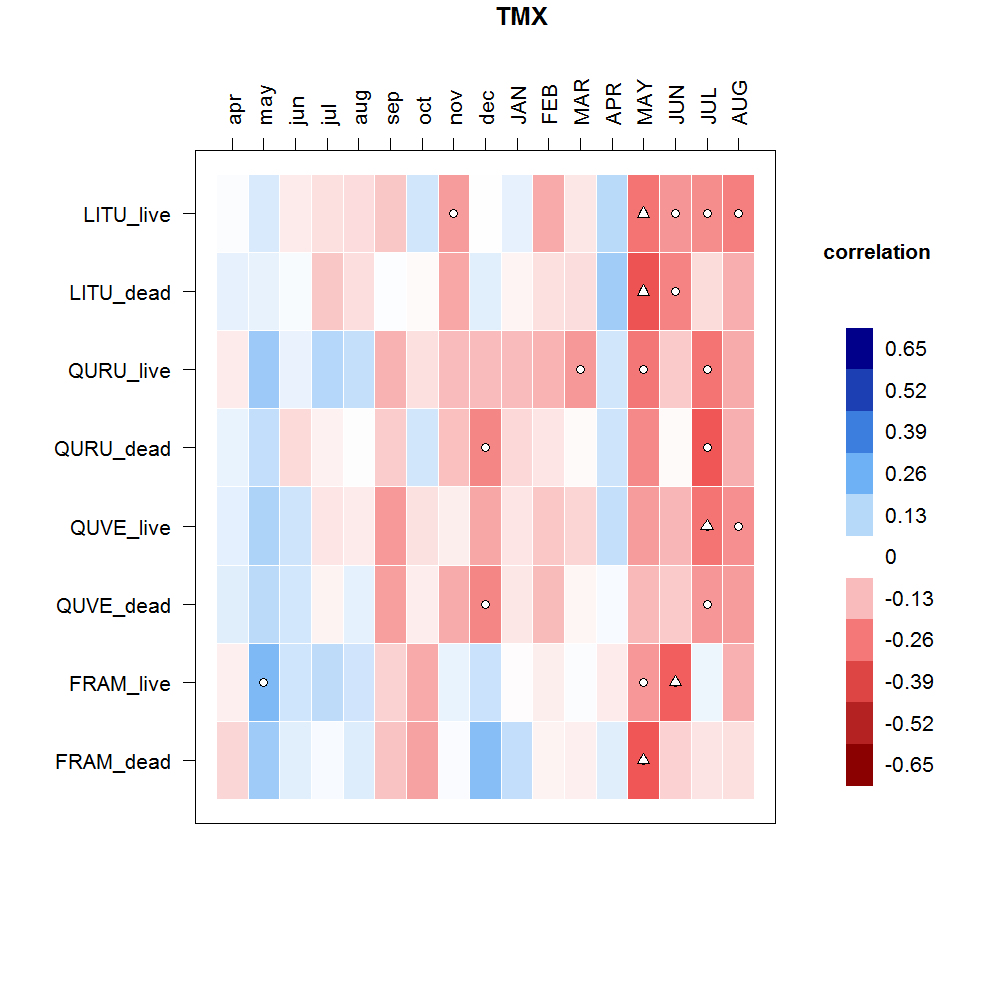 TMX
apr may jun jul aug sep oct nov dec JAN FEB MAR APR MAY JUN JUL AUG
LITU_live
LITU_dead
QURU_live
QURU_dead
QUVE_live
QUVE_dead
FRAM_live
FRAM_dead
correlation
0.65
0.52
0.39
0.26
0.13
0
-0.13
-0.26
-0.39
-0.52
-0.65